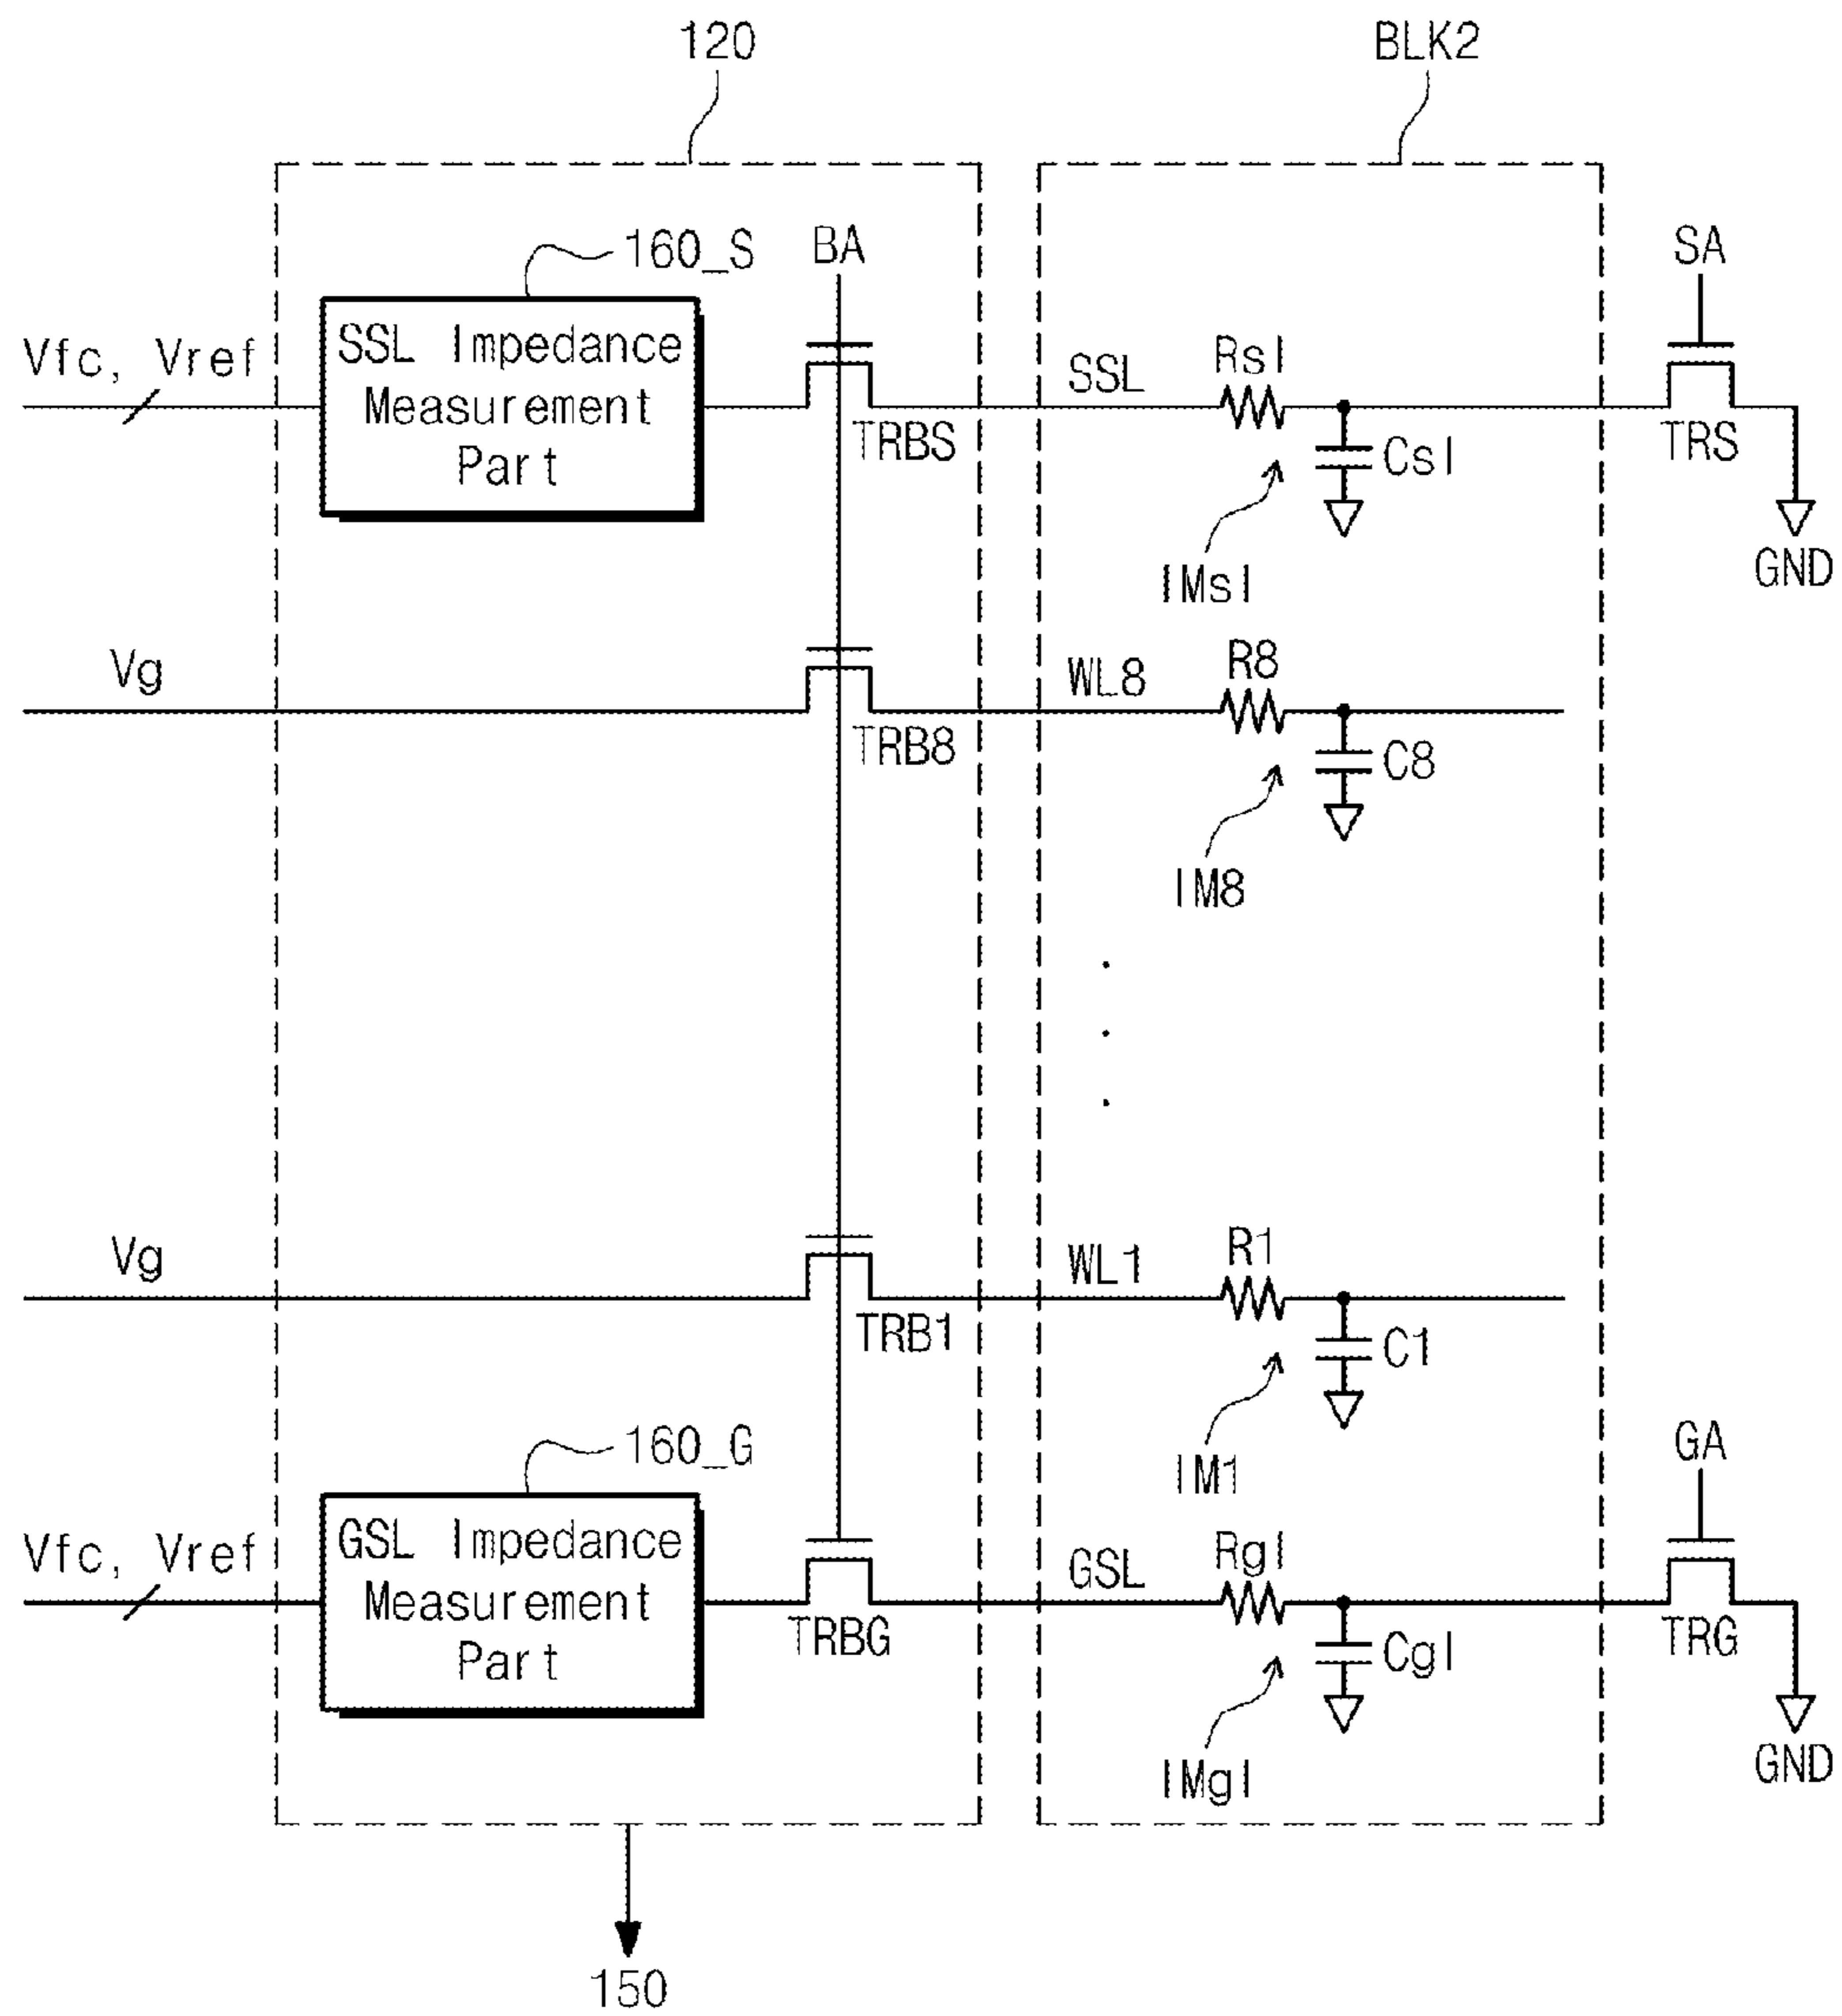 120
BLK2
160_S
BA
SA
Vfc, Vref
SSL Impedance
Measurement
Part
TRBS
SSL
Rsl
Csl
IMsl
TRS
GND
Vg
TRB8
WL8
R8
C8
IM8
.
.
.
Vg
TRB1
WL1
R1
C1
IM1
160_G
GA
Vfc, Vref
GSL Impedance
Measurement
Part
TRBG
GSL
Rgl
Cgl
IMgl
TRG
GND
150